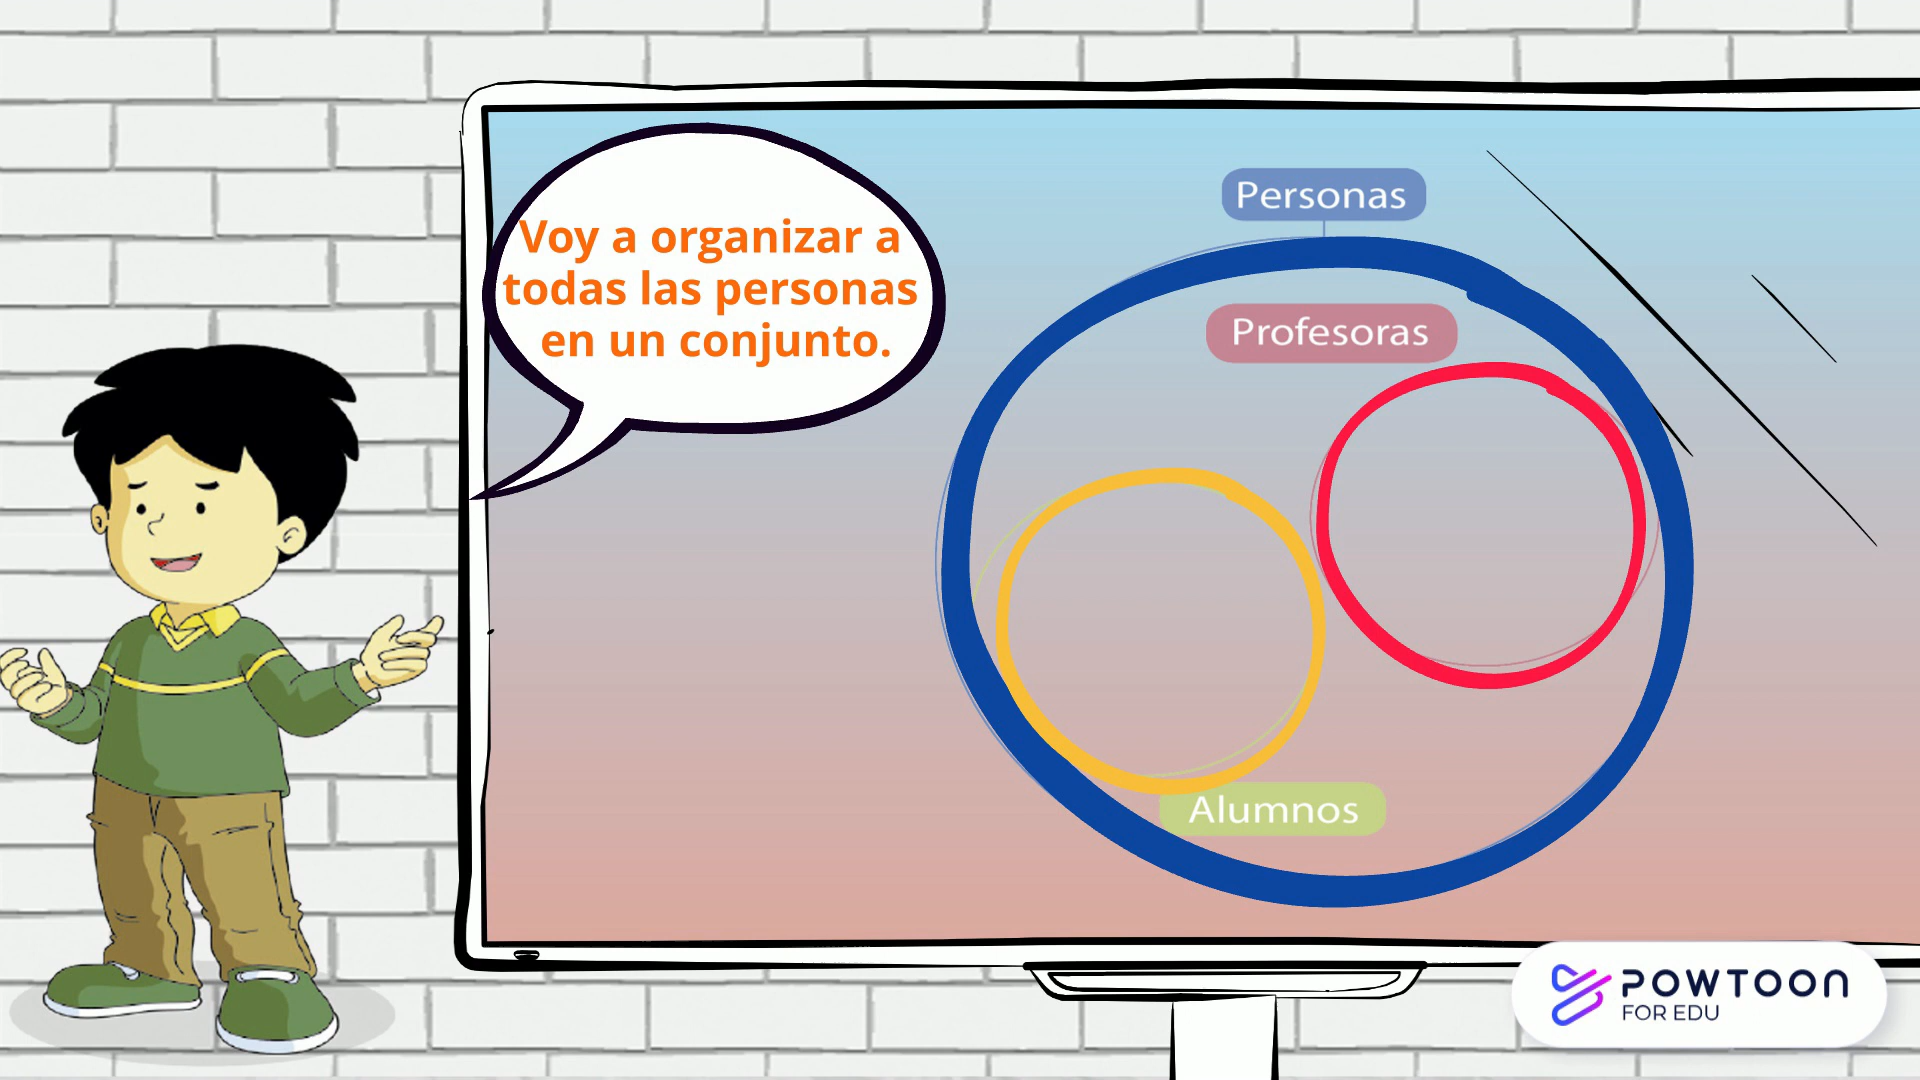 Voy a organizar a
todas las personas
en un conjunto.
Personas
Profesoras
Alumnos
POWTOON
FOR EDU